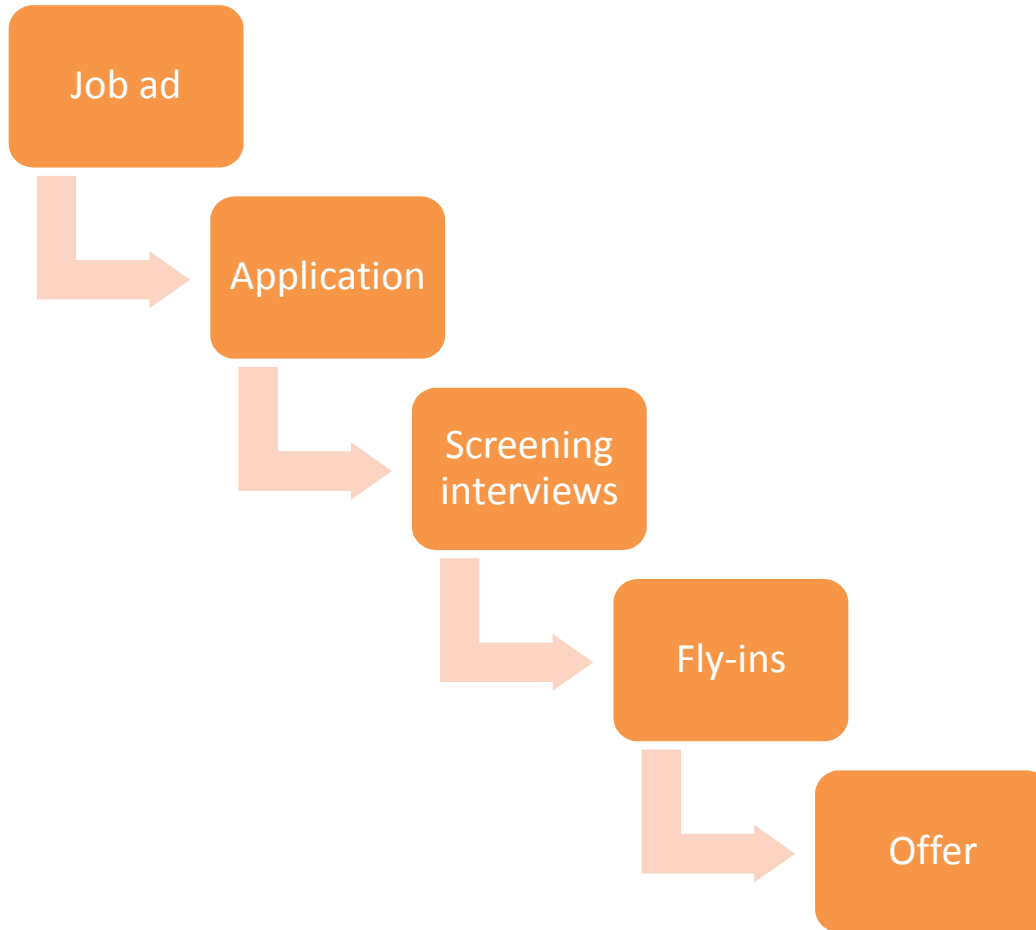 Job ad
Application
Screening
interviews
Fly-ins
Offer